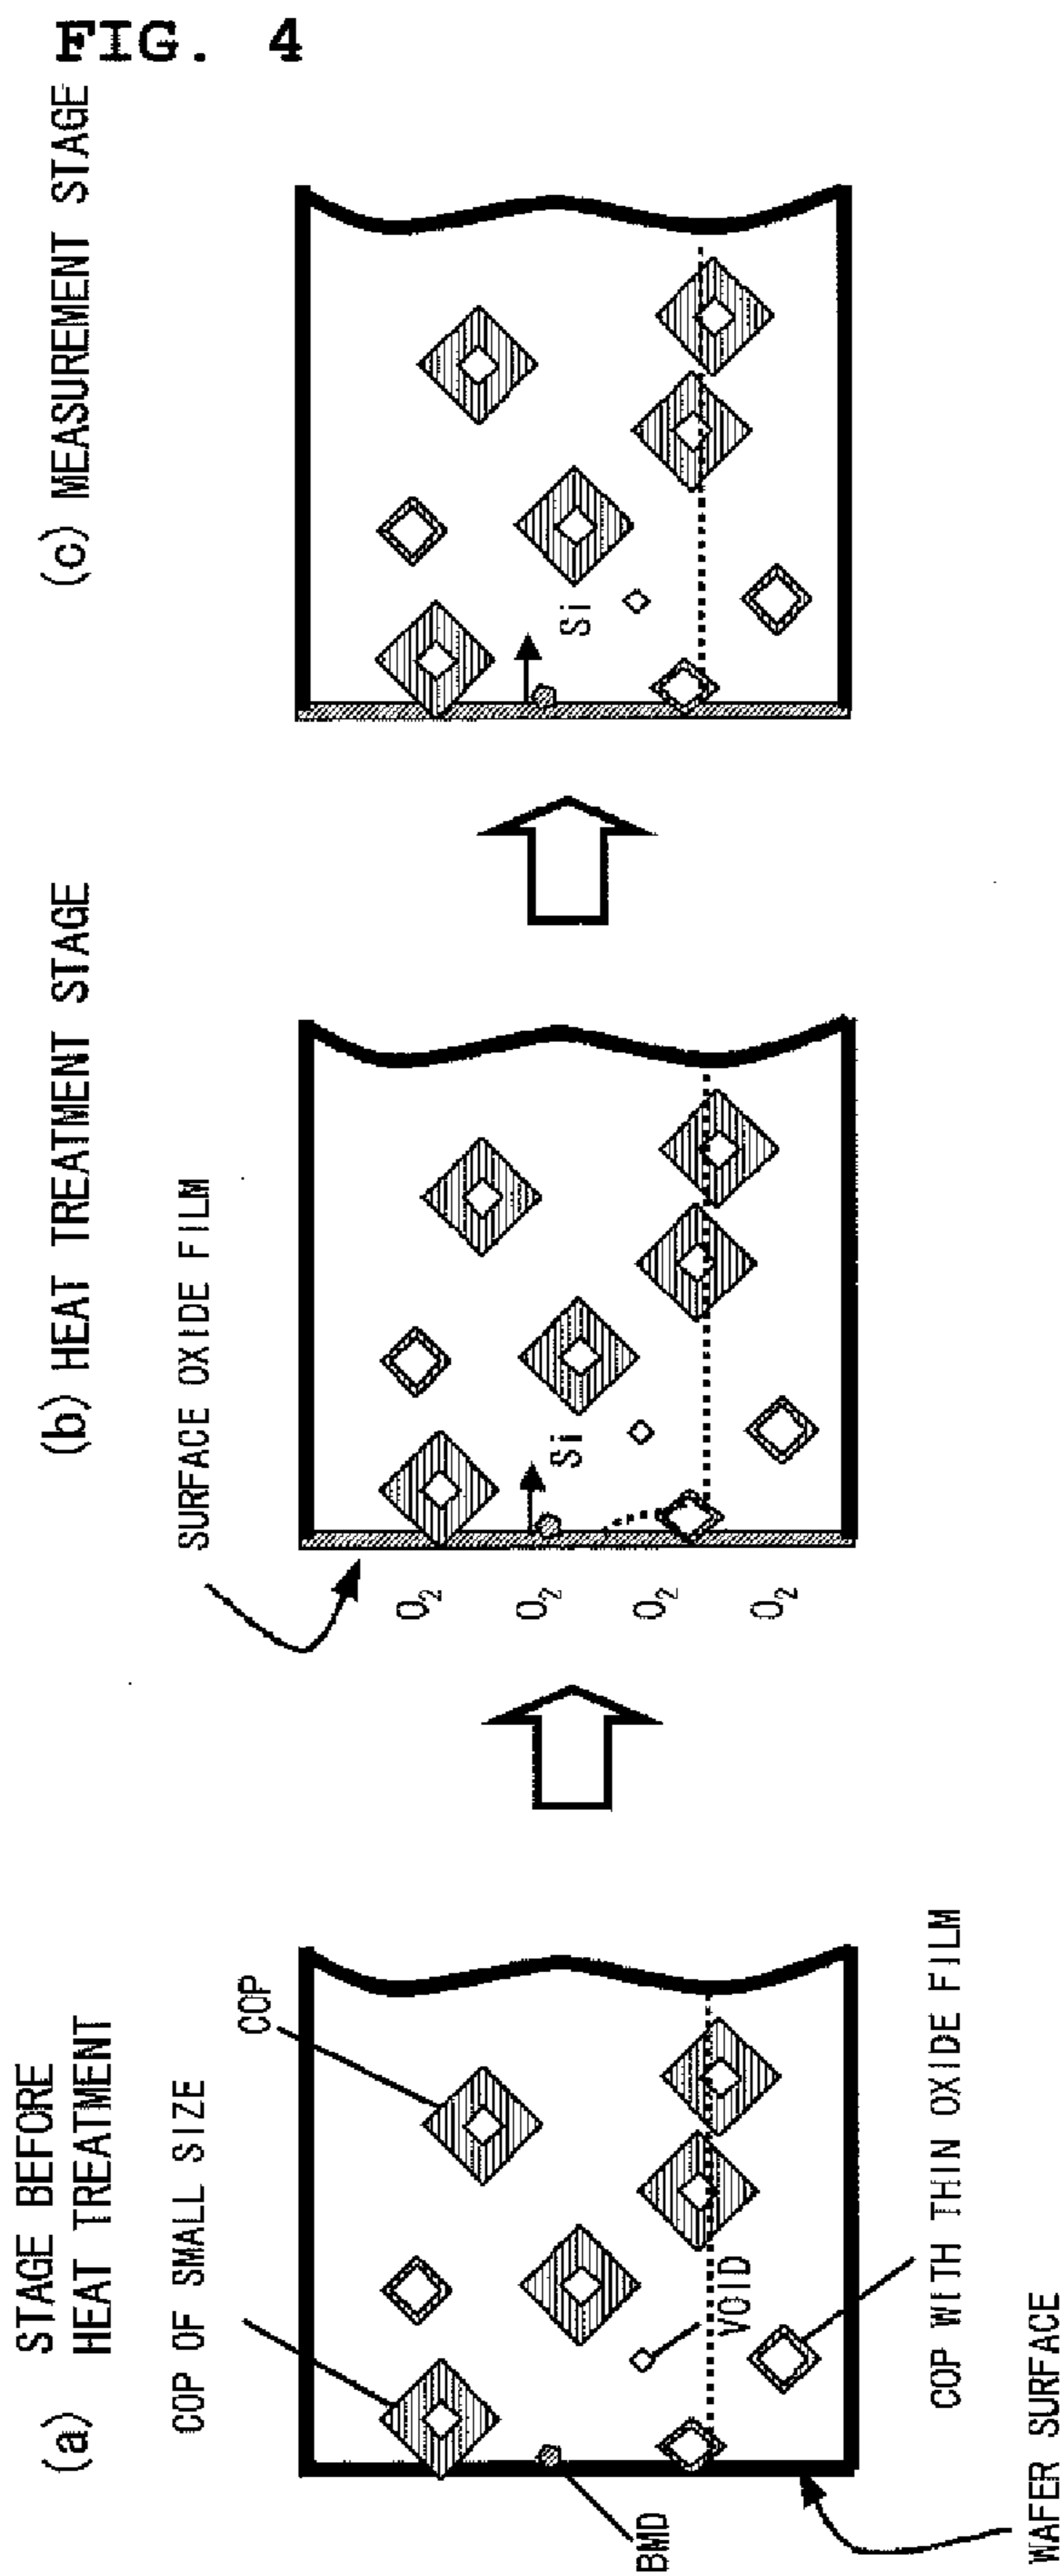 FIG. 4
(a) STAGE BEFORE
HEAT TREATMENT
COP OF SMALL SIZE
COP
VOID
BMD
COP WITH THIN OXIDE FILM
WAFER SURFACE
(b) HEAT TREATMENT STAGE
SURFACE OXIDE FILM
O2
O2
O2
O2
Si
(c) MEASUREMENT STAGE
Si